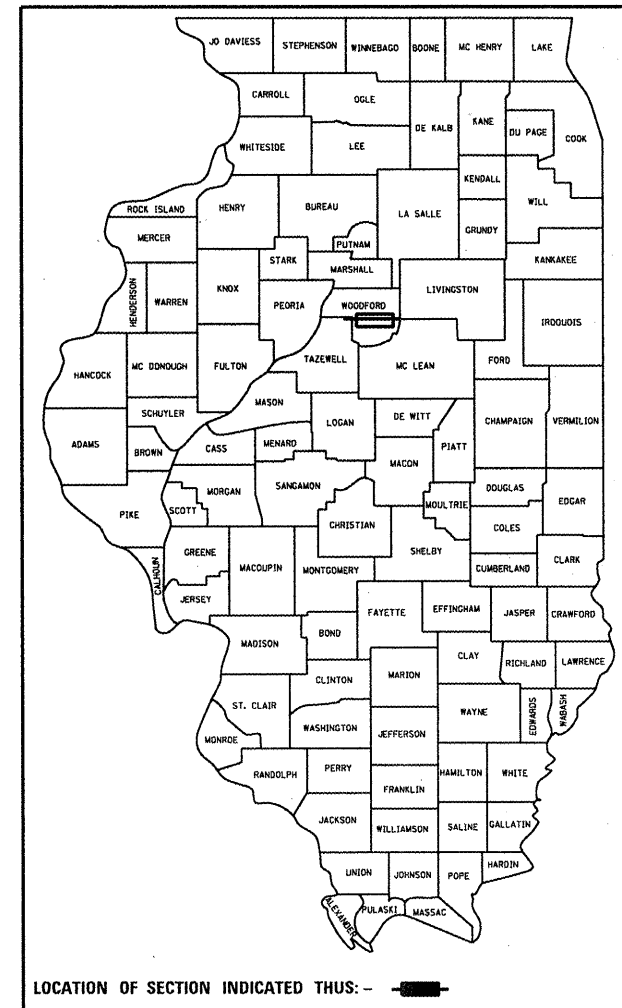 JO DAVIESS STEPHENSON WINNEBAGO BOONE MC HENRY LAKE
CARROLL OGLE DE KALB KANE DU PAGE COOK
WHITESIDE LEE
KENDALL WILL
ROCK ISLAND HENRY BUREAU LA SALLE GRUNDY
MERCER PUTNAM
STARK MARSHALL KANKAKEE
HENDERSON WARREN KNOX PEORIA WOODFORD LIVINGSTON IRDQUOIS
HANCOCK MC DONOUGH FULTON TAZEWELL MC LEAN FORD
SCHUYLER MASON LOGAN DE WITT CHAMPAIGN VERMILION
ADAMS BROWN CASS MENARD MACON PIATT
PIKE SCOTT MORGAN SANGAMON MOULTRIE DOUGLAS EDGAR
CHRISTIAN COLES
CALHOUN GREENE MACOUPIN MONTGOMERY SHELBY CUMBERLAND CLARK
JERSEY FAYETTE EFFINGHAM JASPER CRAWFORD
MADISON BOND
CLINTON MARION CLAY RICHLAND LAWRENCE
ST. CLAIR WAYNE EDWARDS WABASH
MONROE WASHINGTON JEFFERSON
RANDOLPH PERRY HAMILTON WHITE
FRANKLIN
JACKSON WILLIAMSON SALINE GALLATIN
UNION JOHNSON POPE HARDIN
ALEXANDER PULASKI MASSAC
LOCATION OF SECTION INDICATED THUS: -